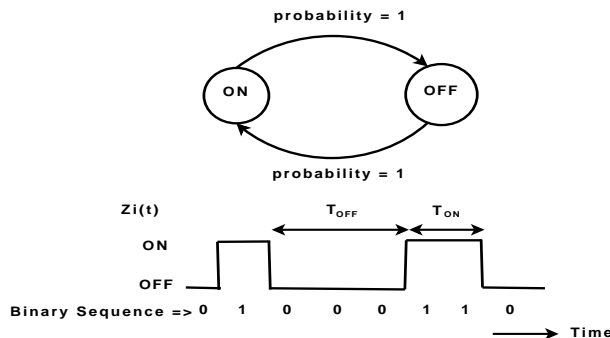 probability = 1
ON
OFF
probability = 1
Zi(t)
TOFF
TON
ON
OFF
Binary Sequence => 0 1 0 0 0 1 1 0
Time